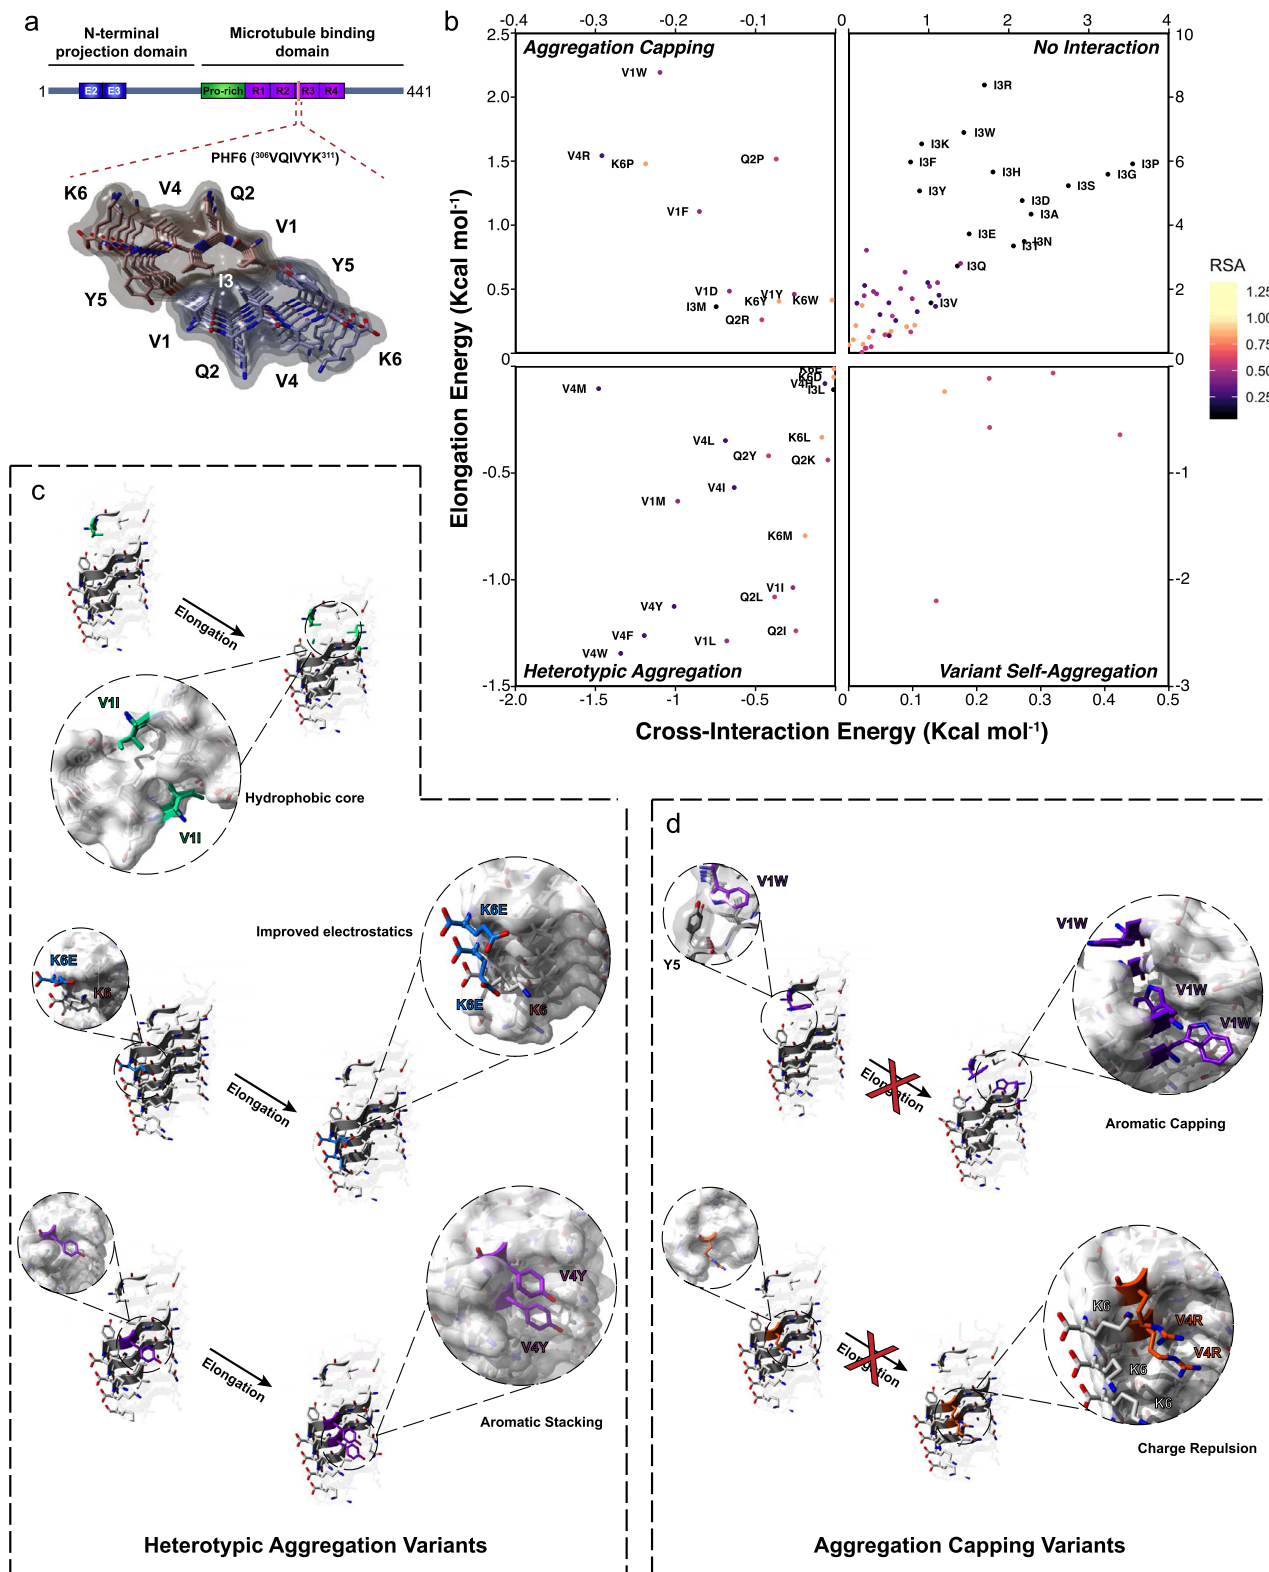 a
N-terminal
projection domain
Microtubule binding
domain
1
E2
E3
Pro-rich
R1
R2
R3
R4
441
PHF6 (³⁰⁶VQIVYK³¹¹)
K6
V4
Q2
V1
Y5
I3
Y5
V1
Q2
V4
K6
b
-0.4
-0.3
-0.2
-0.1
0
1
2
3
4
2.5
2.0
1.5
1.0
0.5
0
10
8
6
4
2
0
Aggregation Capping
No Interaction
V1W
V4R
K6P
Q2P
V1F
V1D
I3M
V1Y
K6Y
K6W
Q2R
I3R
I3W
I3K
I3F
I3H
I3P
I3G
I3S
I3Y
I3D
I3A
I3E
I3N
I3T
I3Q
I3V
Elongation Energy (Kcal mol⁻¹)
RSA
1.25
1.00
0.75
0.50
0.25
K6E
K6D
V4H
I3L
V4M
V4L
K6L
Q2Y
Q2K
V4I
V1M
K6M
V1I
Q2L
V4Y
Q2I
V4F
V1L
V4W
Heterotypic Aggregation
Variant Self-Aggregation
-0.5
-1.0
-1.5
-1
-2
-3
-2.0
-1.5
-1
-0.5
0
0.1
0.2
0.3
0.4
0.5
Cross-Interaction Energy (Kcal mol⁻¹)
c
Elongation
V1I
V1I
Hydrophobic core
K6E
K6
Improved electrostatics
K6E
K6E
K6
Elongation
Elongation
V4Y
V4Y
Aromatic Stacking
Heterotypic Aggregation Variants
d
V1W
Y5
Elongation
V1W
V1W
V1W
Aromatic Capping
Elongation
K6
V4R
V4R
K6
K6
Charge Repulsion
Aggregation Capping Variants